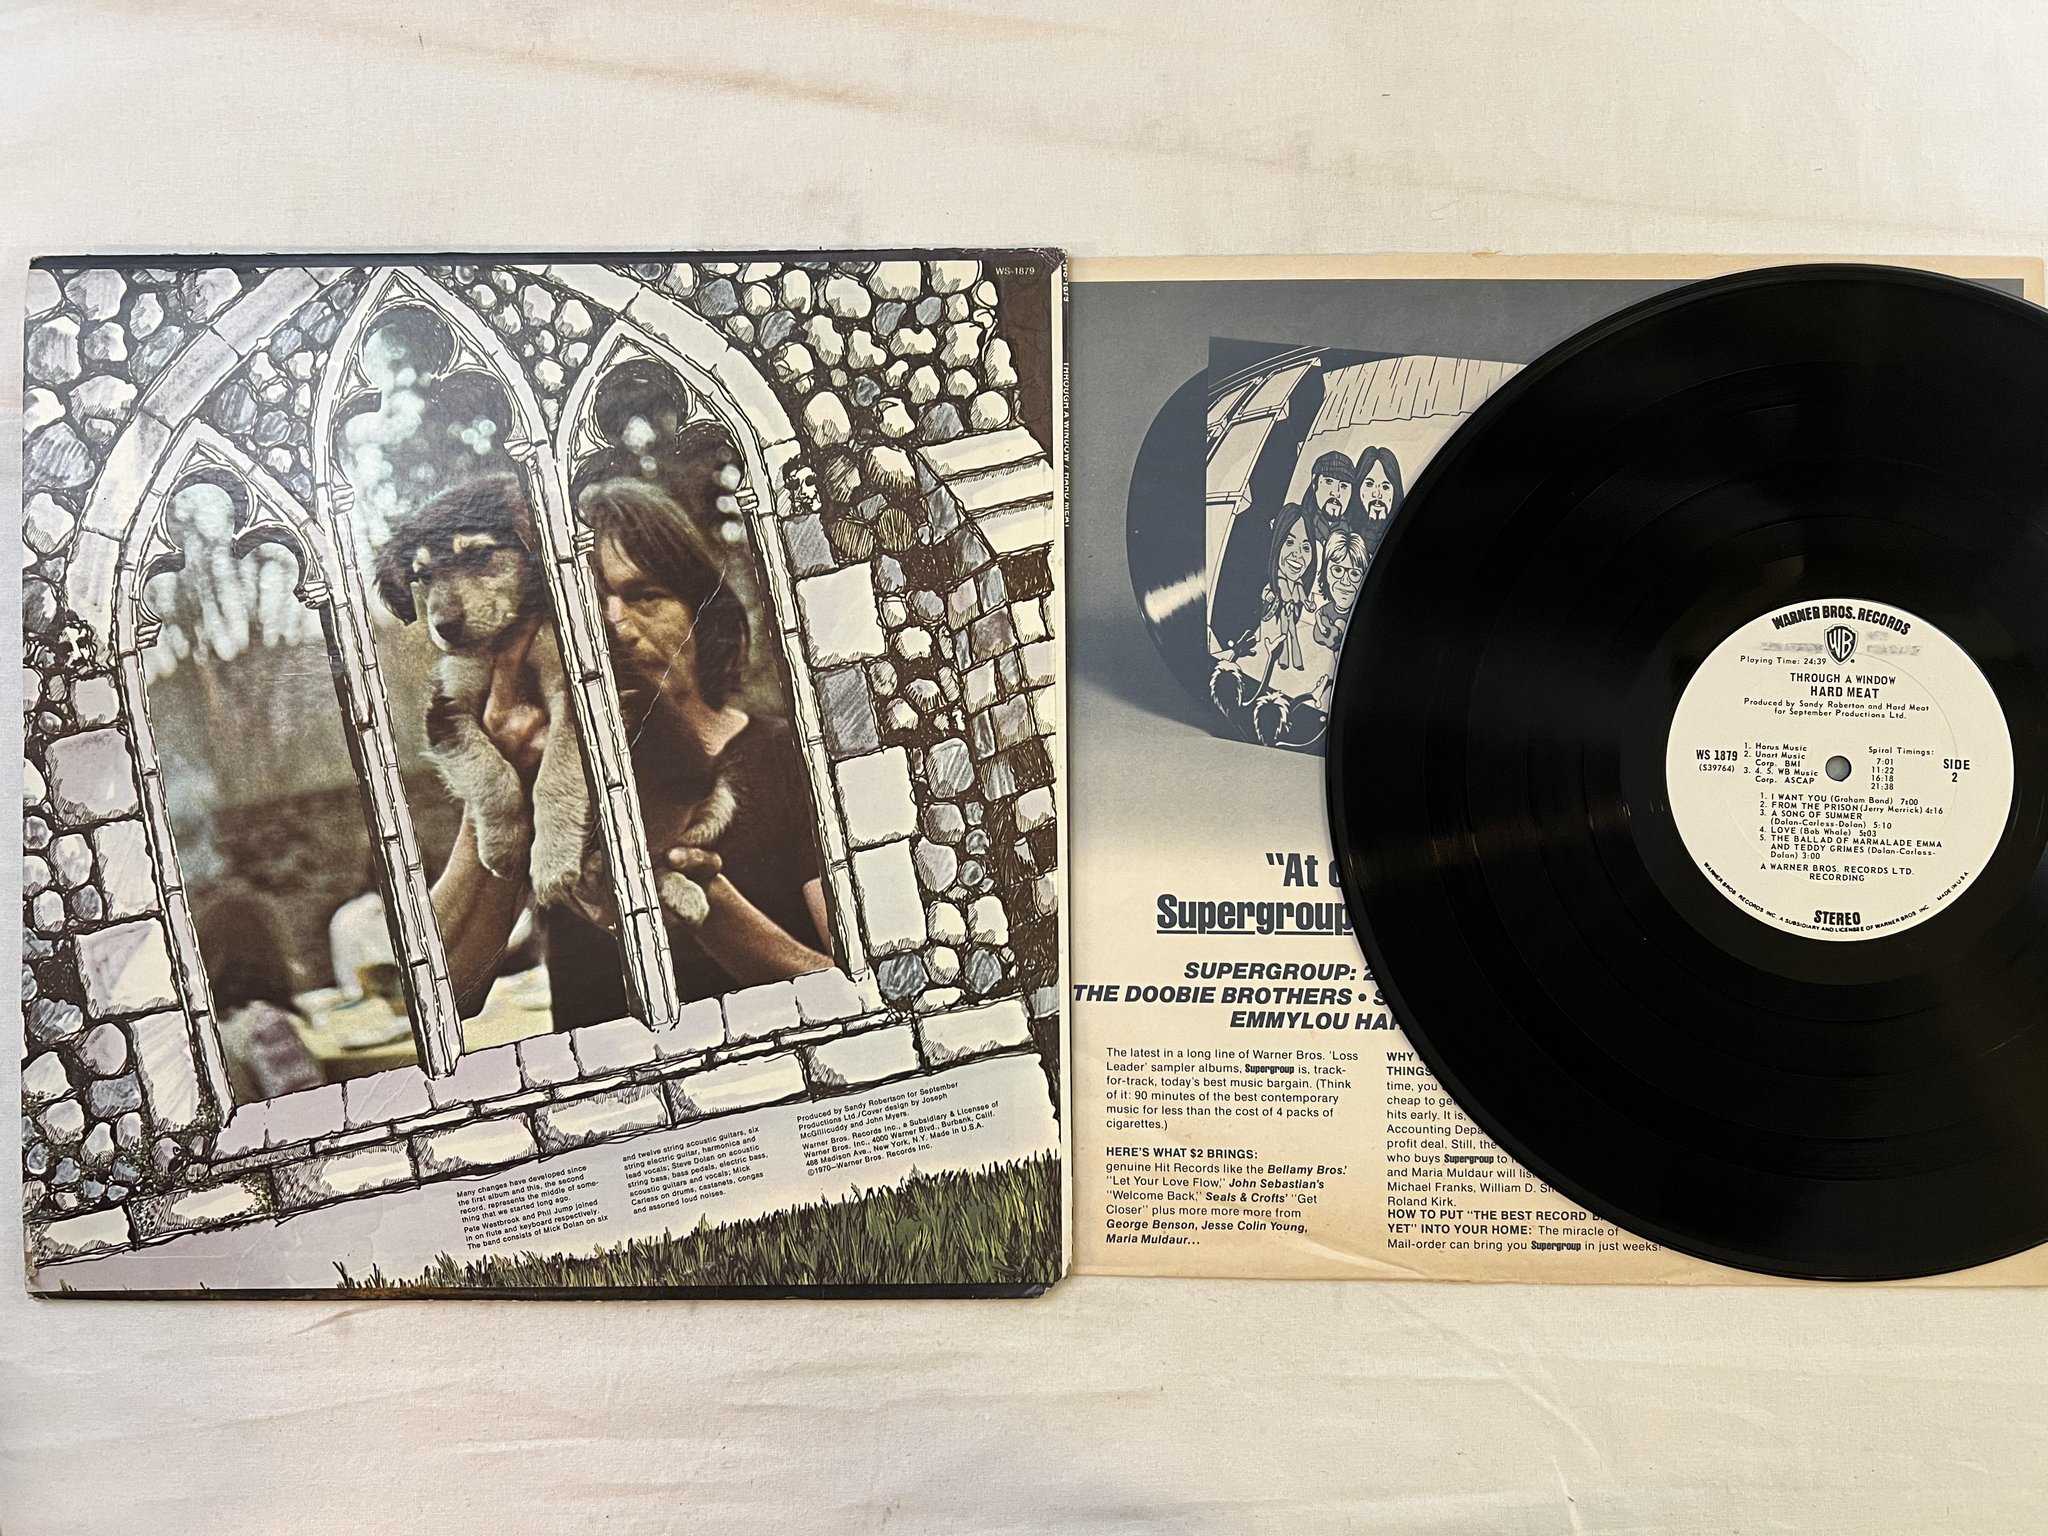 WS-1879
WS-1879
THROUGH A WINDOW / HARD MEAT
Many changes have developed since
the first album and this, the second
record, represents the middle of some-
thing that we started long ago.
Pete Westbrook and Phil Jump joined
in on flute and keyboard respectively.
The band consists of Mick Dolan on six
and twelve string acoustic guitars, six
string electric guitar, harmonica and
lead vocals; Steve Dolan on acoustic
string bass, bass pedals, electric bass,
acoustic guitars and vocals; Mick
Carless on drums, castanets, congas
and assorted loud noises.
Produced by Sandy Robertson for September
Productions Ltd./Cover design by Joseph
McGillicuddy and John Myers.
Warner Bros. Records Inc., a Subsidiary & Licensee of
Warner Bros. Inc., 4000 Warner Blvd., Burbank, Calif.
488 Madison Ave., New York, N.Y. Made in U.S.A.
©1970—Warner Bros. Records Inc.
"At
Supergroup
SUPERGROUP: 2
THE DOOBIE BROTHERS • S
EMMYLOU HAR
The latest in a long line of Warner Bros. 'Loss
Leader' sampler albums, Supergroup is, track-
for-track, today's best music bargain. (Think
of it: 90 minutes of the best contemporary
music for less than the cost of 4 packs of
cigarettes.)
HERE'S WHAT $2 BRINGS:
genuine Hit Records like the Bellamy Bros.'
"Let Your Love Flow," John Sebastian's
"Welcome Back," Seals & Crofts' "Get
Closer" plus more more more from
George Benson, Jesse Colin Young,
Maria Muldaur...
WHY
THINGS
time, you
cheap to get
hits early. It is,
Accounting Depa
profit deal. Still, the
who buys Supergroup to
and Maria Muldaur will
Michael Franks, William D.
Roland Kirk.
HOW TO PUT "THE BEST RECORD
YET" INTO YOUR HOME: The miracle of
Mail-order can bring you Supergroup in just weeks!
WARNER BROS. RECORDS
WB
®
Playing Time: 24:39
THROUGH A WINDOW
HARD MEAT
Produced by Sandy Roberton and Hard Meat
for September Productions Ltd.
WS 1879
(S39764)
1. Horus Music
2. Unart Music
Corp. BMI
3. 4. 5. WB Music
Corp. ASCAP
Spiral Timings:
7:01
11:22
16:18
21:38
SIDE
2
1. I WANT YOU (Graham Bond) 7:00
2. FROM THE PRISON (Jerry Merrick) 4:16
3. A SONG OF SUMMER
(Dolan-Carless-Dolan) 5:10
4. LOVE (Bob Whale) 5:03
5. THE BALLAD OF MARMALADE EMMA
AND TEDDY GRIMES (Dolan-Carless-
Dolan) 3:00
A WARNER BROS. RECORDS LTD.
RECORDING
STEREO
WARNER BROS. RECORDS INC. A SUBSIDIARY AND LICENSEE OF WARNER BROS. INC. MADE IN U.S.A.